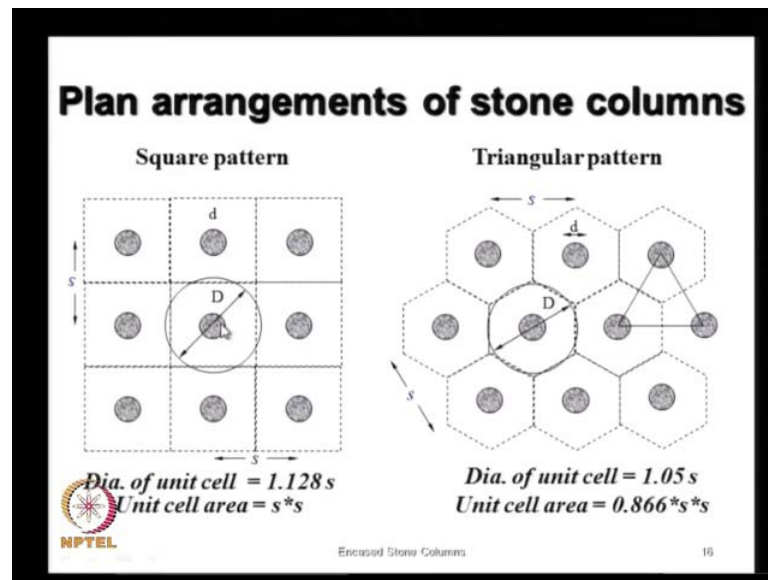 Plan arrangements of stone columns
Square pattern
Triangular pattern
s
d
D
s
s
d
D
s
Dia. of unit cell = 1.128 s
Unit cell area = s*s
Dia. of unit cell = 1.05 s
Unit cell area = 0.866*s*s
NPTEL
Encased Stone Columns
16